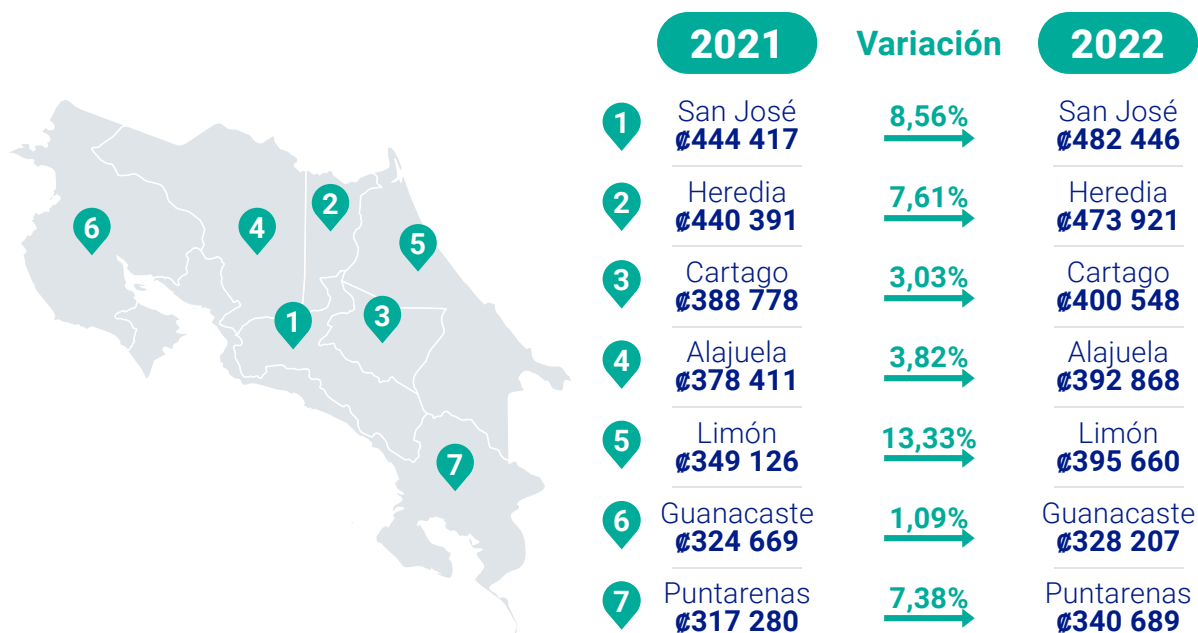 2021 Variación 2022
1 San José 8,56% San José
₡444 417 ₡482 446
2 Heredia 7,61% Heredia
₡440 391 ₡473 921
3 Cartago 3,03% Cartago
₡388 778 ₡400 548
4 Alajuela 3,82% Alajuela
₡378 411 ₡392 868
5 Limón 13,33% Limón
₡349 126 ₡395 660
6 Guanacaste 1,09% Guanacaste
₡324 669 ₡328 207
7 Puntarenas 7,38% Puntarenas
₡317 280 ₡340 689
2
6 4
5
1 3
7